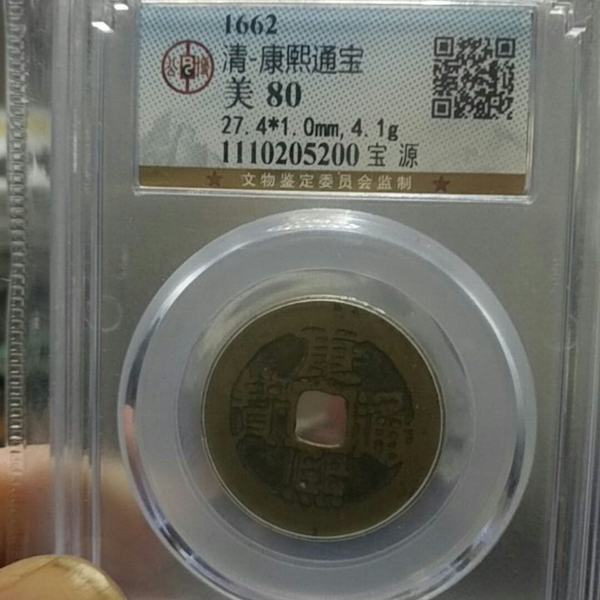 1662
清-康熙通宝
美 80
27.4*1.0mm,4.1g
1110205200 宝 源
文物鉴定委员会监制